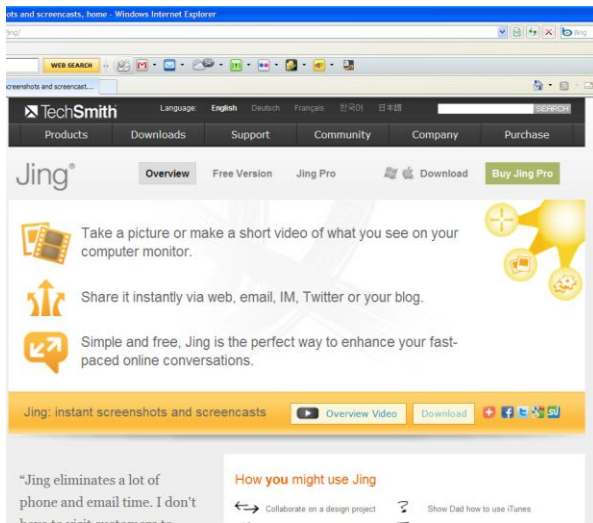 ots and screencasts, home - Windows Internet Explorer
Bing
WEB SEARCH
creenshots and screencast....
TechSmith Language: English Deutsch Français 한국어 日本語 SEARCH
Products Downloads Support Community Company Purchase
Jing® Overview Free Version Jing Pro Download Buy Jing Pro
Take a picture or make a short video of what you see on your
computer monitor.
Share it instantly via web, email, IM, Twitter or your blog.
Simple and free, Jing is the perfect way to enhance your fast-
paced online conversations.
Jing: instant screenshots and screencasts Overview Video Download
“Jing eliminates a lot of
phone and email time. I don't
have to visit customers to
How you might use Jing
Collaborate on a design project Show Dad how to use iTunes